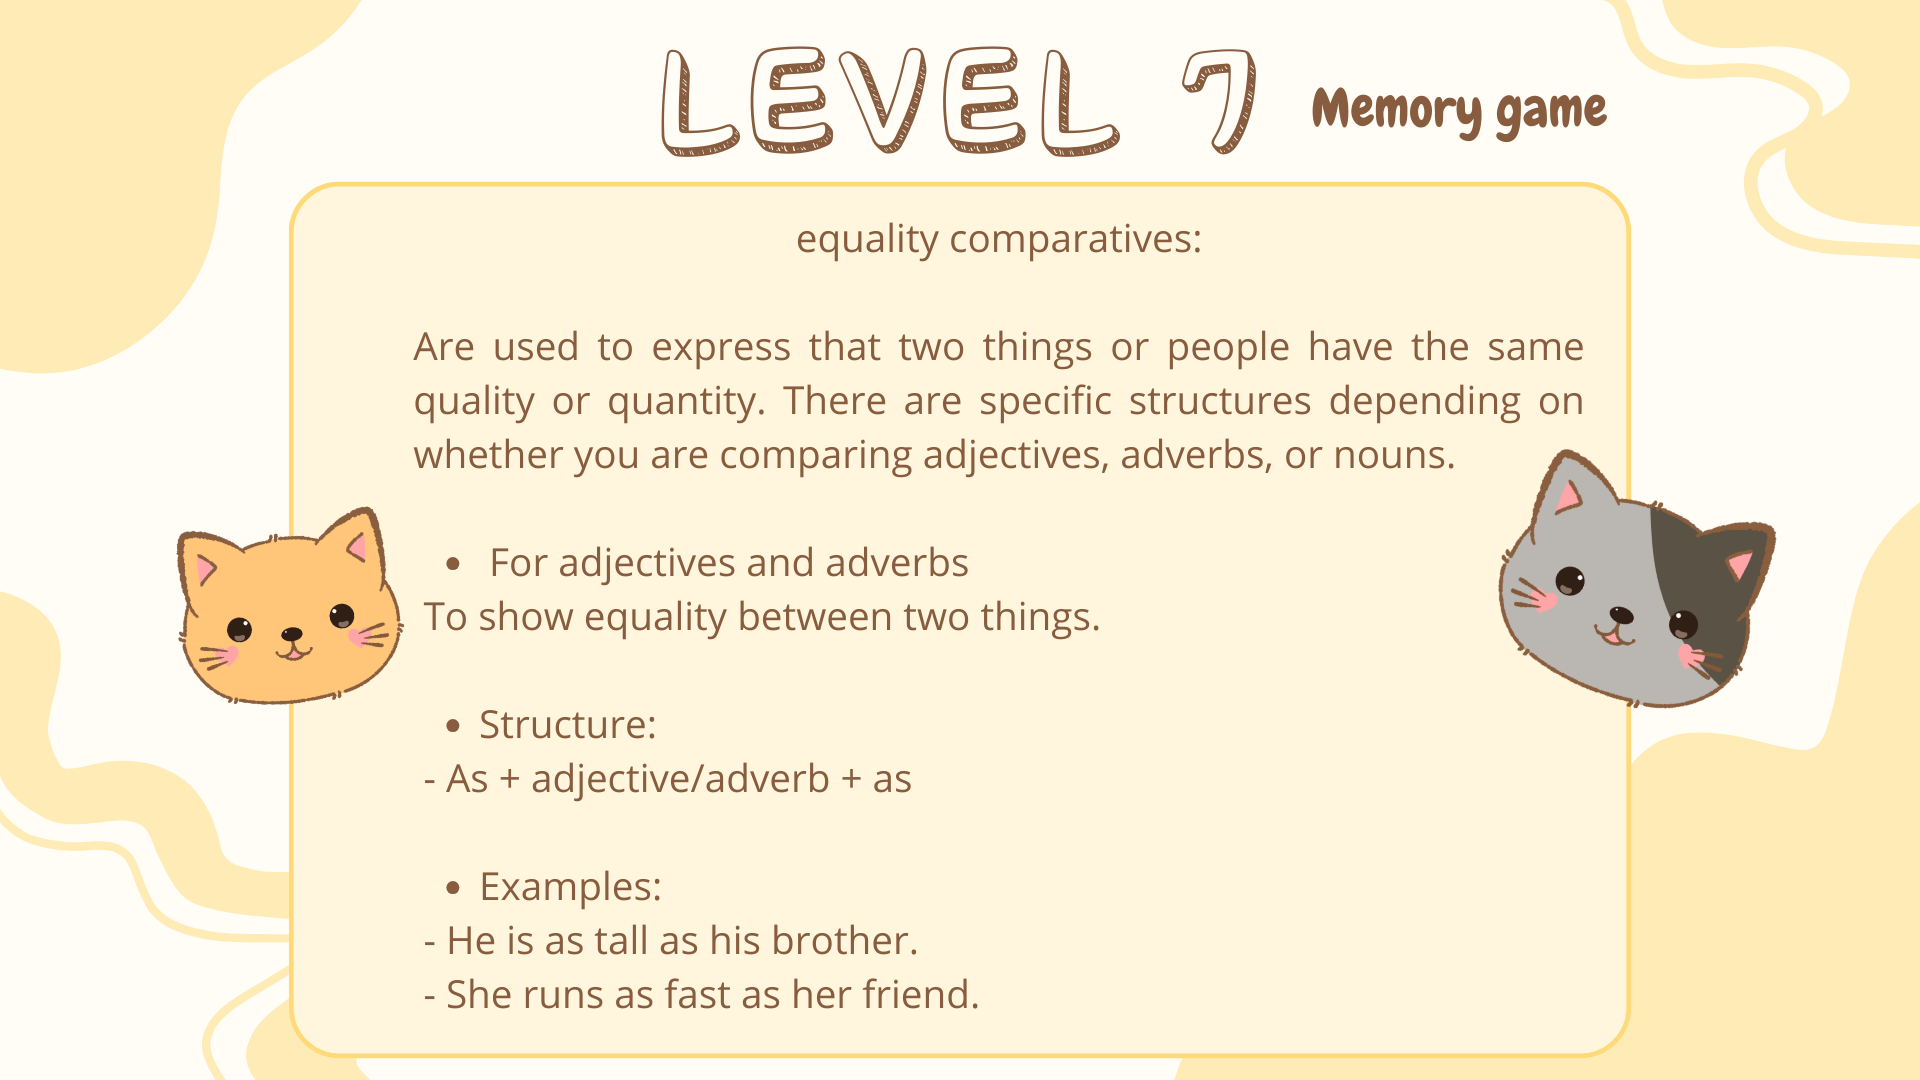 LEVEL 7 Memory game
equality comparatives:
Are used to express that two things or people have the same
quality or quantity. There are specific structures depending on
whether you are comparing adjectives, adverbs, or nouns.
• For adjectives and adverbs
To show equality between two things.
• Structure:
- As + adjective/adverb + as
• Examples:
- He is as tall as his brother.
- She runs as fast as her friend.